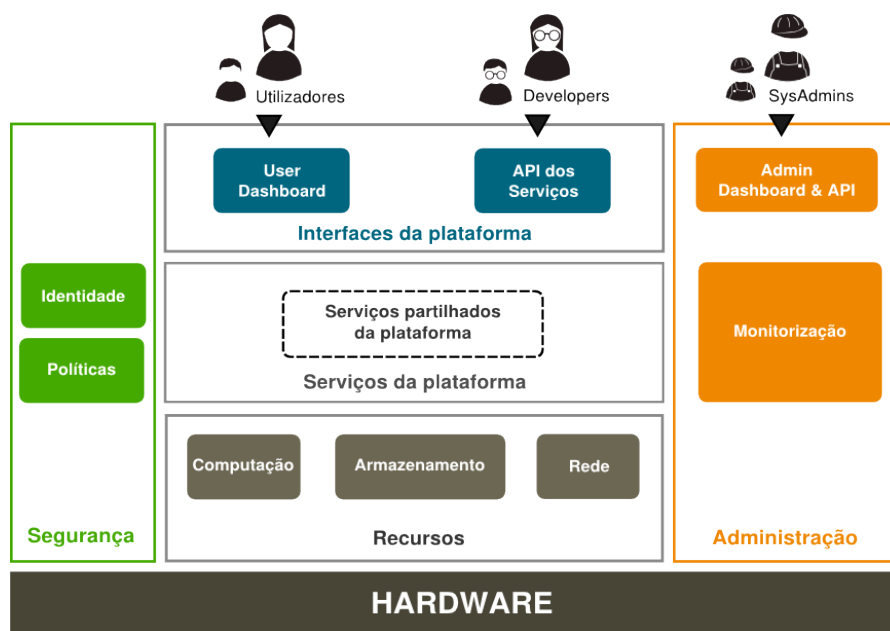 Utilizadores
Developers
SysAdmins
User
Dashboard
API dos
Serviços
Interfaces da plataforma
Admin
Dashboard & API
Identidade
Políticas
Segurança
Serviços partilhados
da plataforma
Serviços da plataforma
Monitorização
Computação
Armazenamento
Rede
Recursos
Administração
HARDWARE